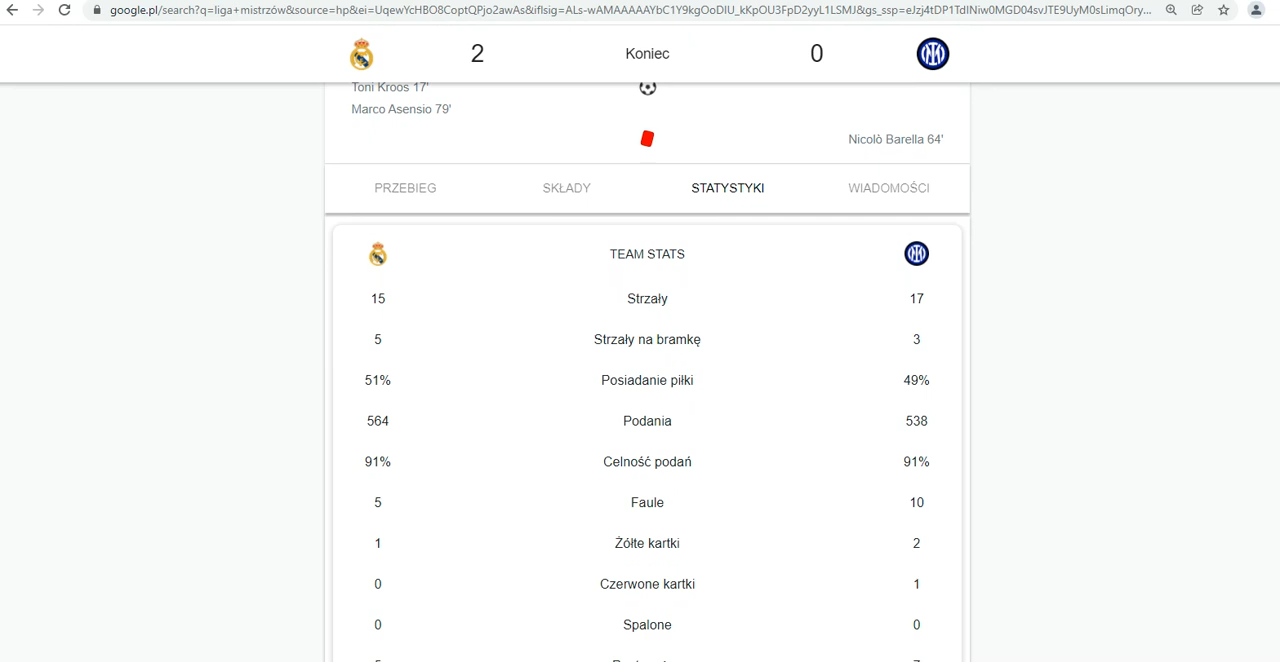 google.pl/search?q=liga+mistrzów&source=hp&ei=UqewYcHBO8CoptQPjo2awAs&iflsig=ALs-wAMAAAAAYbC1Y9kgOoDIU_kKpOU3FpD2yyL1LSMJ&gs_ssp=eJzj4tDP1TdINiw0MGD04svJTE9UyM0sLimqOry...
2 Koniec 0
Toni Kroos 17'
Marco Asensio 79'
Nicolò Barella 64'
PRZEBIEG SKŁADY STATYSTYKI WIADOMOŚCI
TEAM STATS
15 Strzały 17
5 Strzały na bramkę 3
51% Posiadanie piłki 49%
564 Podania 538
91% Celność podań 91%
5 Faule 10
1 Żółte kartki 2
0 Czerwone kartki 1
0 Spalone 0